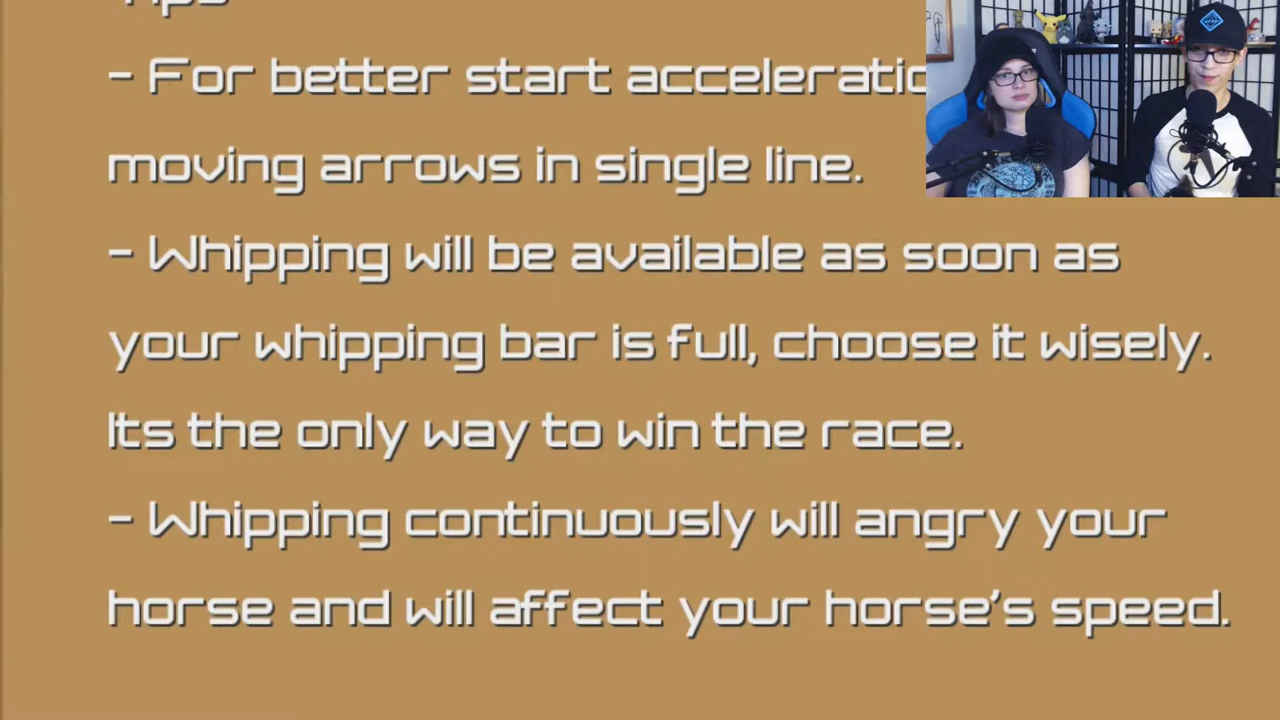 Tips
- For better start
moving arrows in single line.
- Whipping will be available as soon as
your whipping bar is full, choose it wisely.
Its the only way to win the race.
- Whipping continuously will angry your
horse and will affect your horse's speed.